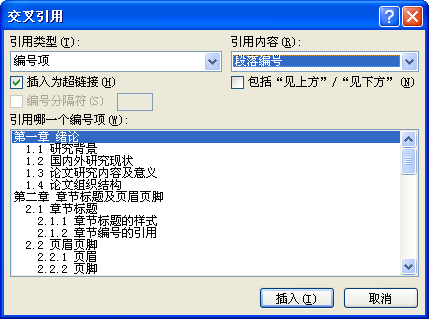 交叉引用
引用类型(T):
引用内容(R):
编号项
段落编号
插入为超链接(H)
包括“见上方”/“见下方”(N)
编号分隔符(S)
引用哪一个编号项(W):
第一章 绪论
1.1 研究背景
1.2 国内外研究现状
1.3 论文研究内容及意义
1.4 论文组织结构
第二章 章节标题及页眉页脚
2.1 章节标题
2.1.1 章节标题的样式
2.1.2 章节编号的引用
2.2 页眉页脚
2.2.1 页眉
2.2.2 页脚
插入(I)
取消